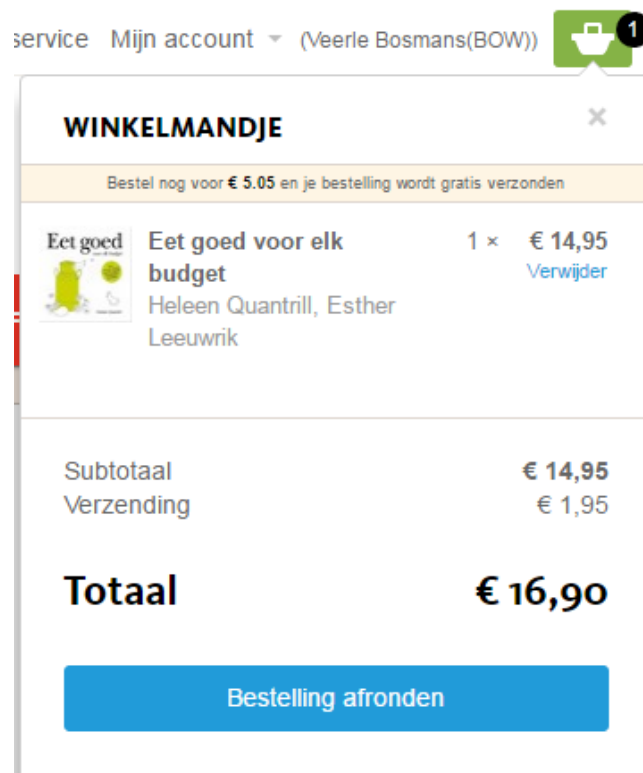 service Mijn account (Veerle Bosmans(BOW)) 1
WINKELMANDJE ×
Bestel nog voor € 5.05 en je bestelling wordt gratis verzonden
Eet goed
Eet goed voor elk 1 × € 14,95
budget Verwijder
Heleen Quantrill, Esther
Leeuwrik
Subtotaal € 14,95
Verzending € 1,95
Totaal € 16,90
Bestelling afronden